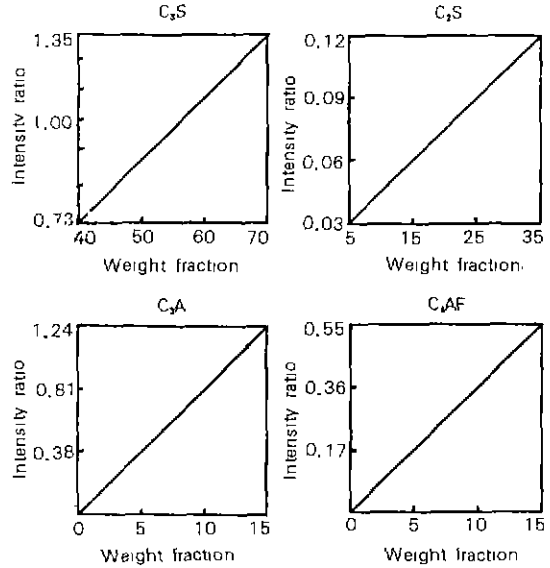 C₃S
Intensity ratio
1.35
1.00
0.73
40 50 60 70
Weight fraction
C₂S
Intensity ratio
0.12
0.09
0.06
0.03
5 15 25 35
Weight fraction.
C₃A
Intensity ratio
1.24
0.81
0.38
0 5 10 15
Weight fraction
C₄AF
Intensity ratio
0.55
0.36
0.17
0 5 10 15
Weight fraction